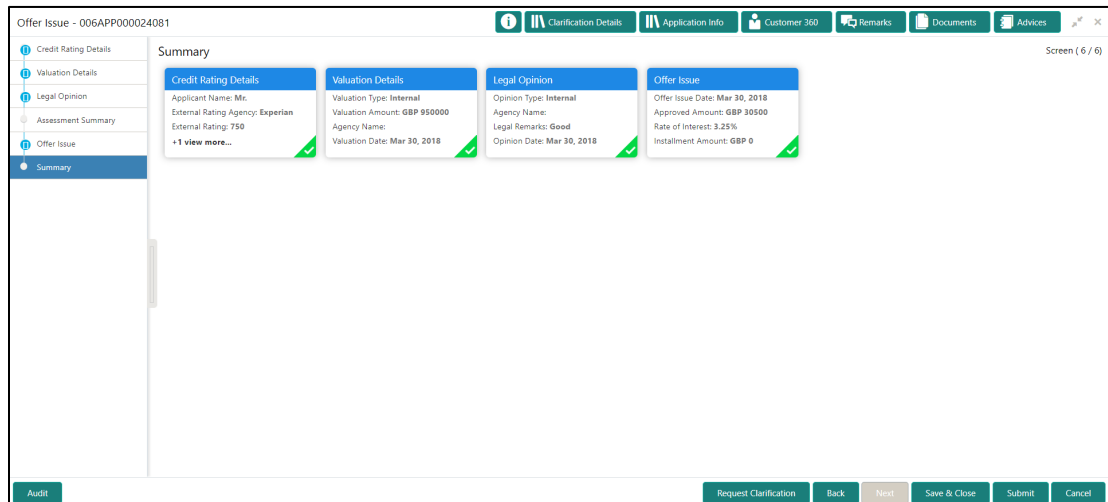 Offer Issue - 006APP000024081
Clarification Details
Application Info
Customer 360
Remarks
Documents
Advices
Credit Rating Details
Valuation Details
Legal Opinion
Assessment Summary
Offer Issue
Summary
Summary
Screen ( 6 / 6)
Credit Rating Details
Applicant Name: Mr.
External Rating Agency: Experian
External Rating: 750
+1 view more...
Valuation Details
Valuation Type: Internal
Valuation Amount: GBP 950000
Agency Name:
Valuation Date: Mar 30, 2018
Legal Opinion
Opinion Type: Internal
Agency Name:
Legal Remarks: Good
Opinion Date: Mar 30, 2018
Offer Issue
Offer Issue Date: Mar 30, 2018
Approved Amount: GBP 30500
Rate of Interest: 3.25%
Installment Amount: GBP 0
Audit
Request Clarification
Back
Next
Save & Close
Submit
Cancel